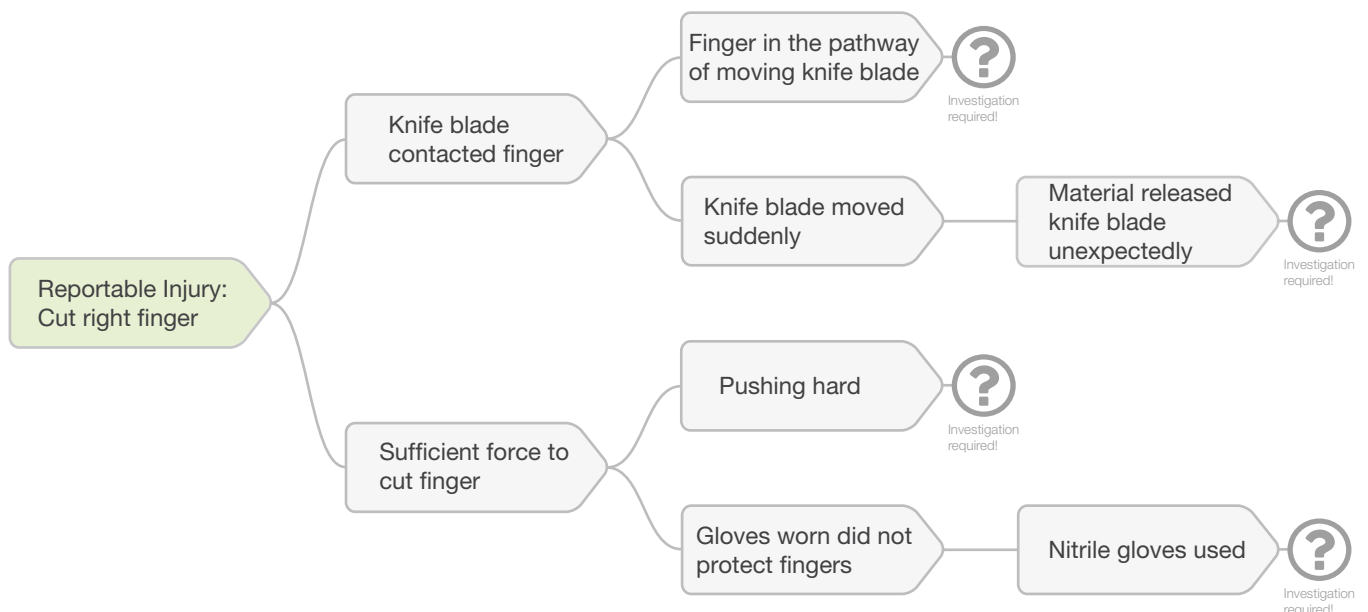 Reportable Injury:
Cut right finger
Knife blade
contacted finger
Finger in the pathway
of moving knife blade
?
Investigation
required!
Knife blade moved
suddenly
Material released
knife blade
unexpectedly
?
Investigation
required!
Sufficient force to
cut finger
Pushing hard
?
Investigation
required!
Gloves worn did not
protect fingers
Nitrile gloves used
?
Investigation
required!